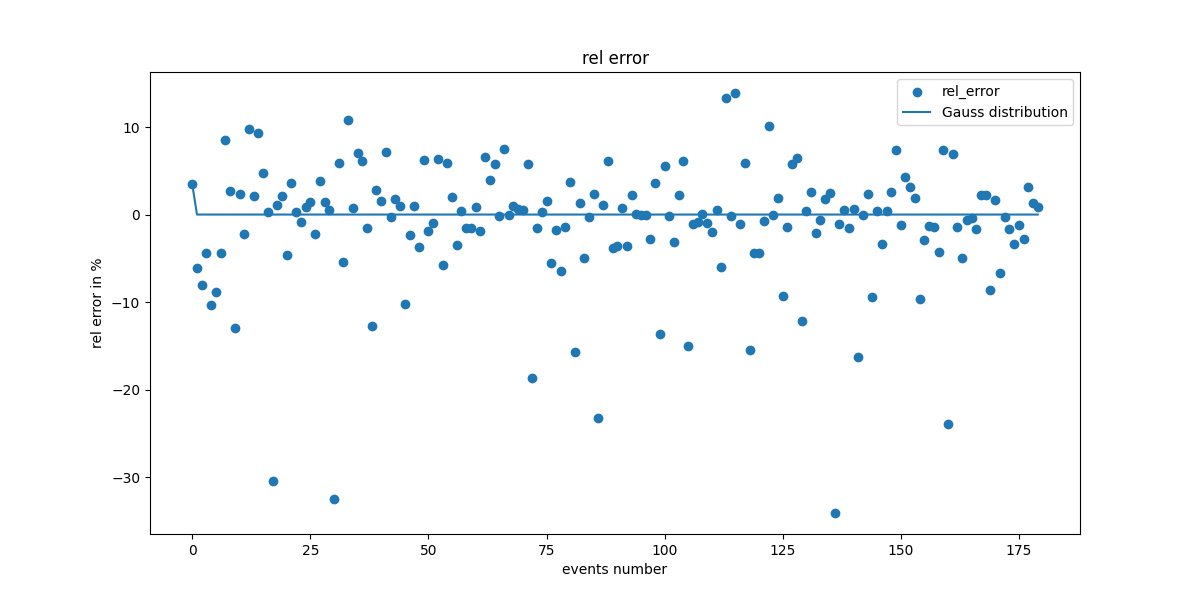 rel error
rel_error
Gauss distribution
rel error in %
10
0
−10
−20
−30
0
25
50
75
100
125
150
175
events number